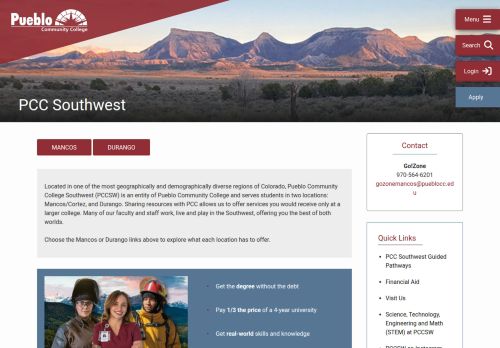 Pueblo
Community College
Menu
Search
Login
Apply
PCC Southwest
MANCOS
DURANGO
Located in one of the most geographically and demographically diverse regions of Colorado, Pueblo Community
College Southwest (PCCSW) is an entity of Pueblo Community College and serves students in two locations:
Mancos/Cortez, and Durango. Sharing resources with PCC allows us to offer services you would receive only at a
larger college. Many of our faculty and staff work, live and play in the Southwest, offering you the best of both
worlds.
Choose the Mancos or Durango links above to explore what each location has to offer.
Get the degree without the debt
Pay 1/3 the price of a 4-year university
Get real-world skills and knowledge
Contact
Go!Zone
970-564-6201
gozonemancos@pueblocc.ed
u
Quick Links
PCC Southwest Guided
Pathways
Financial Aid
Visit Us
Science, Technology,
Engineering and Math
(STEM) at PCCSW
PCCSW on Instagram